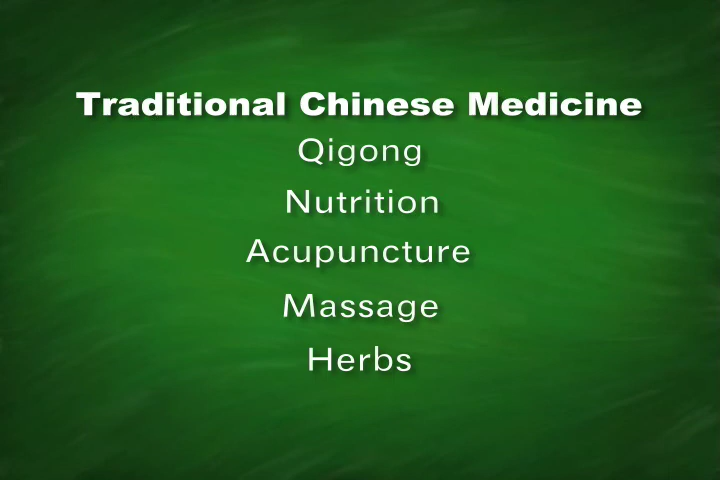 Traditional Chinese Medicine
Qigong
Nutrition
Acupuncture
Massage
Herbs